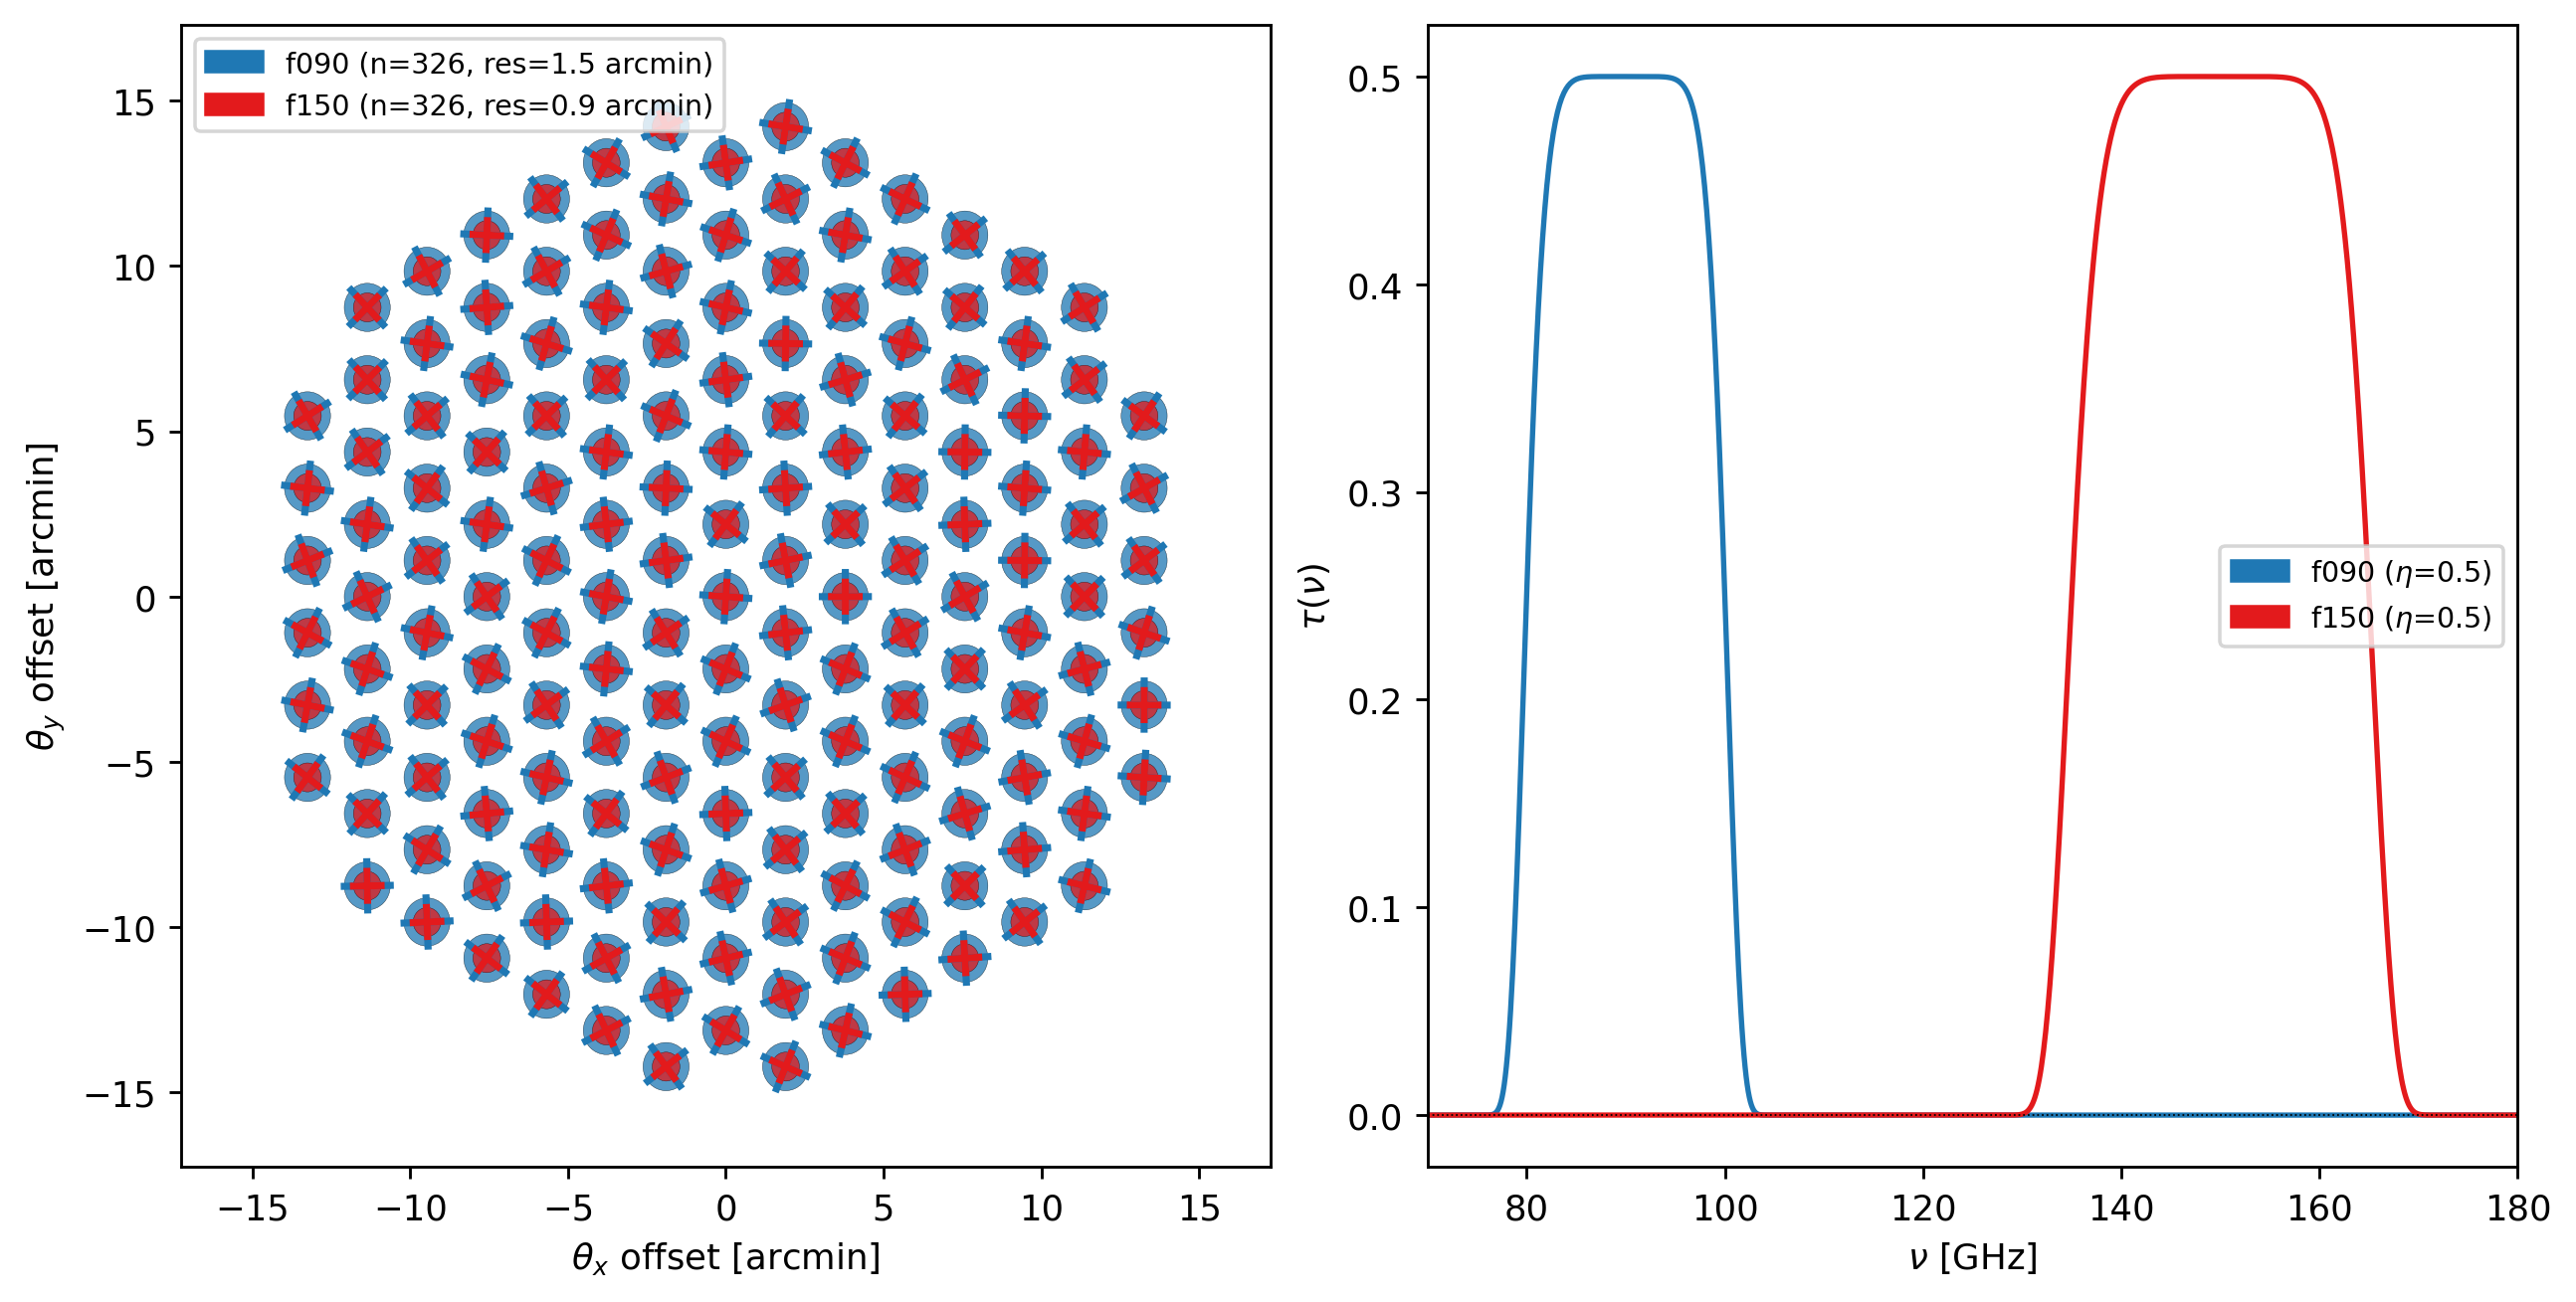 f090 (n=326, res=1.5 arcmin)
f150 (n=326, res=0.9 arcmin)
15
10
5
0
−5
−10
−15
θy offset [arcmin]
−15 −10 −5 0 5 10 15
θx offset [arcmin]
0.5
0.4
0.3
0.2
0.1
0.0
τ(ν)
f090 (η=0.5)
f150 (η=0.5)
80 100 120 140 160 180
ν [GHz]